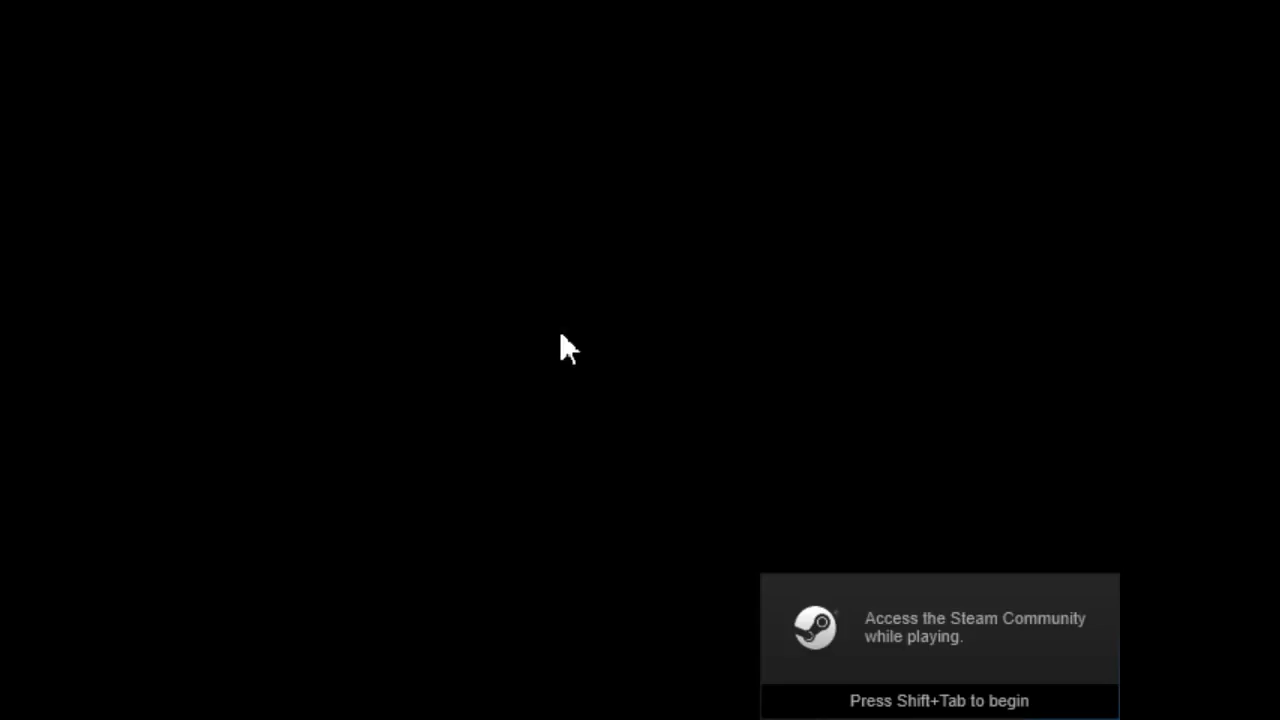 Access the Steam Community
while playing.
Press Shift+Tab to begin